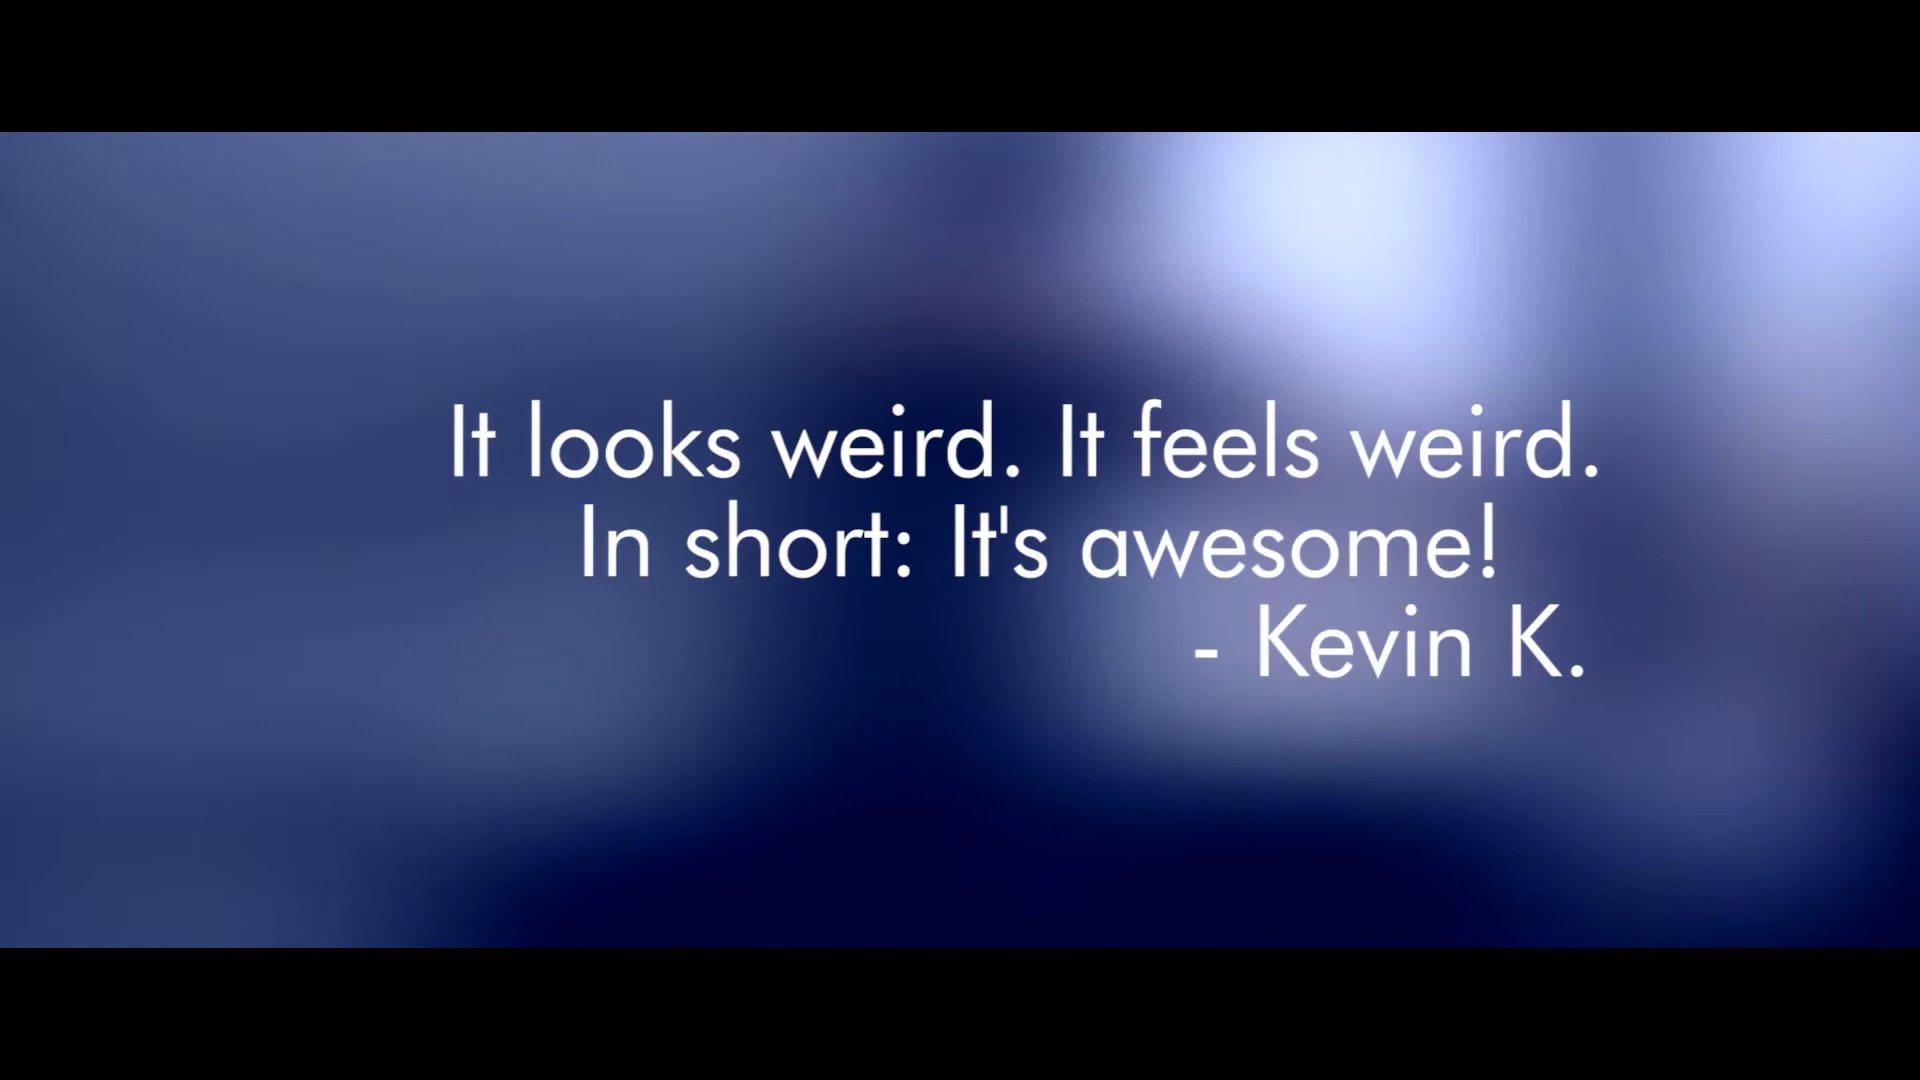 It looks weird. It feels weird.
In short: It's awesome!
- Kevin K.